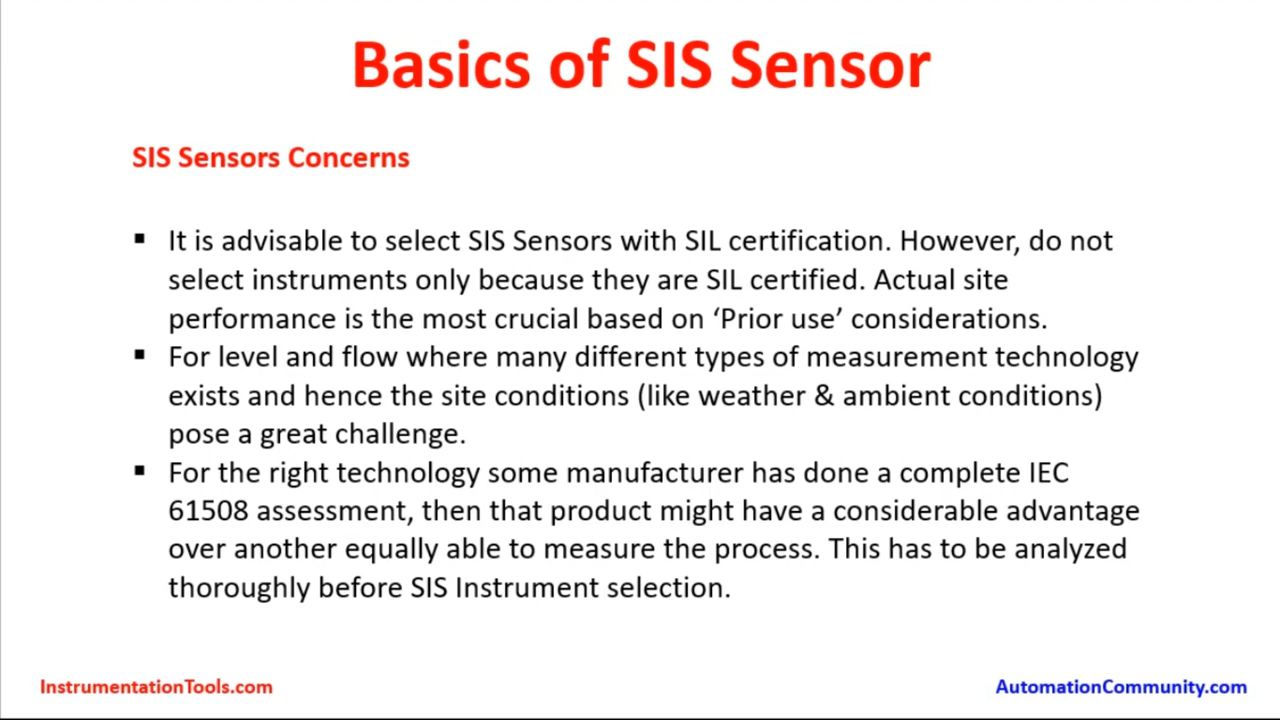 Basics of SIS Sensor
SIS Sensors Concerns
▪ It is advisable to select SIS Sensors with SIL certification. However, do not
select instruments only because they are SIL certified. Actual site
performance is the most crucial based on ‘Prior use’ considerations.
▪ For level and flow where many different types of measurement technology
exists and hence the site conditions (like weather & ambient conditions)
pose a great challenge.
▪ For the right technology some manufacturer has done a complete IEC
61508 assessment, then that product might have a considerable advantage
over another equally able to measure the process. This has to be analyzed
thoroughly before SIS Instrument selection.
InstrumentationTools.com
AutomationCommunity.com